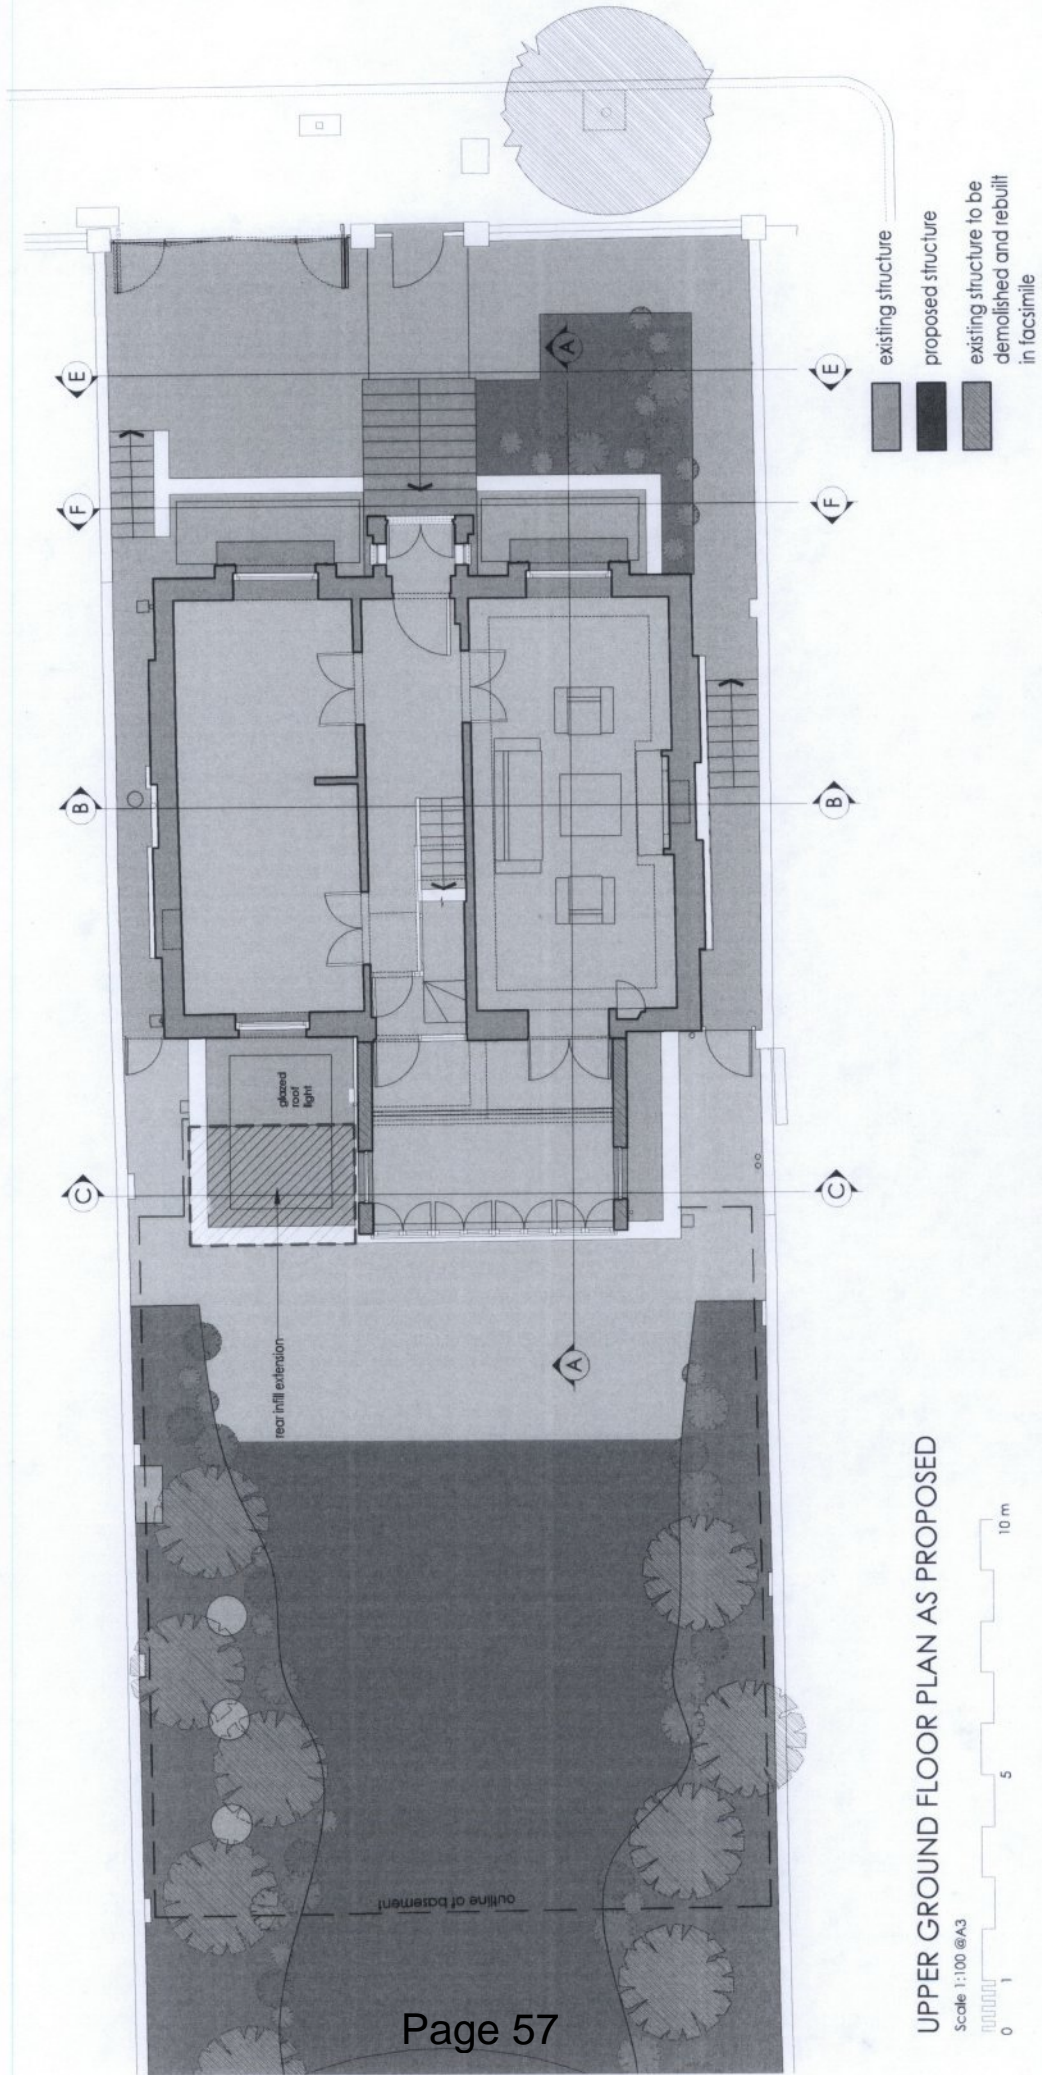 E
F
B
C
A
glazed
roof
light
rear infill extension
A
outline of basement
E
F
B
C
existing structure
proposed structure
existing structure to be
demolished and rebuilt
in facsimile
UPPER GROUND FLOOR PLAN AS PROPOSED
Scale 1:100 @A3
0 1 5 10 m
Page 57